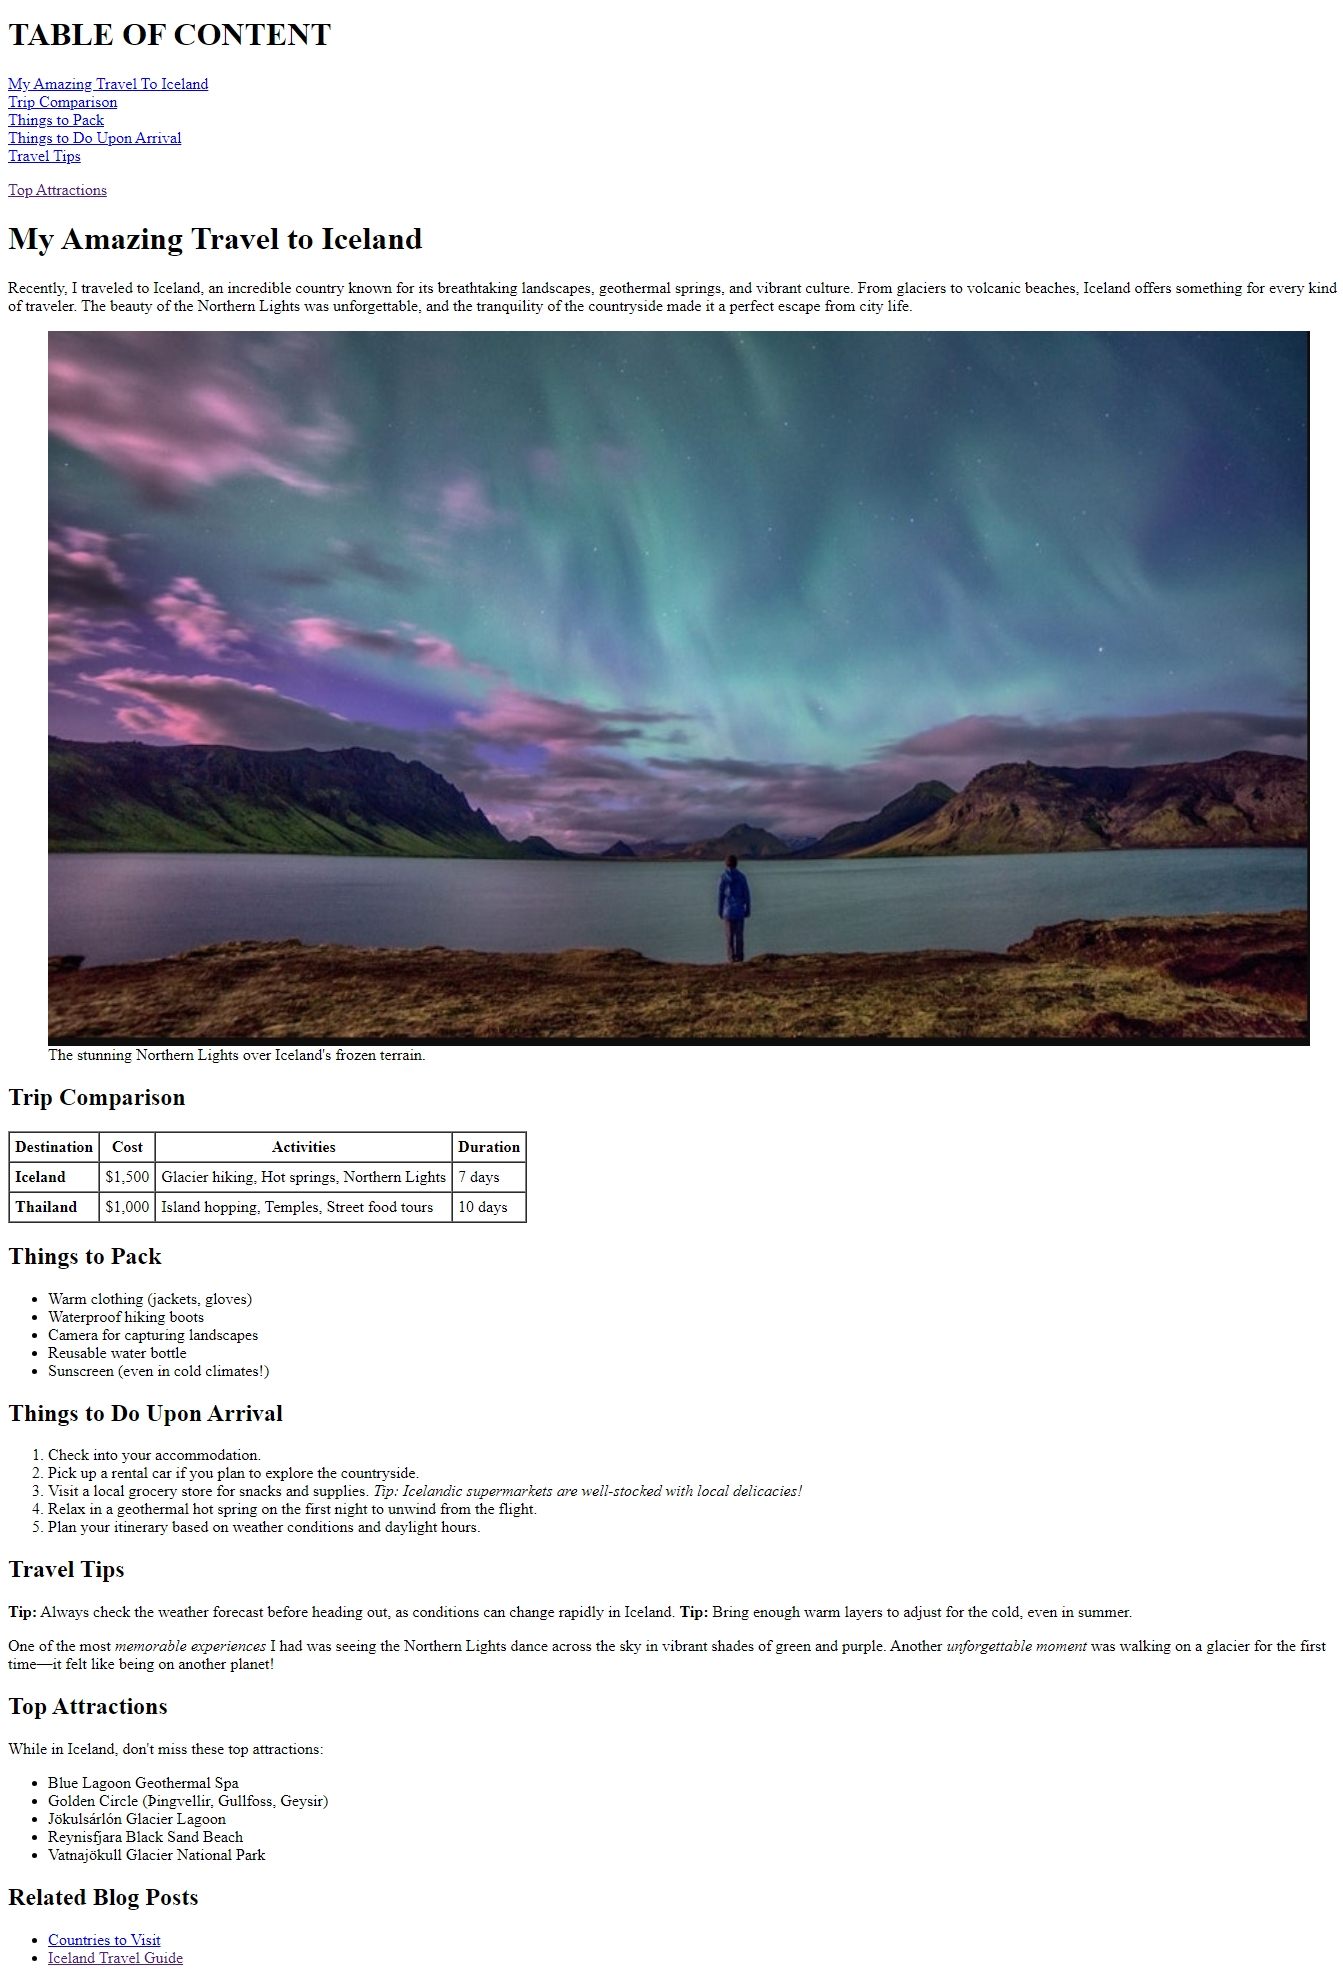 TABLE OF CONTENT
My Amazing Travel To Iceland
Trip Comparison
Things to Pack
Things to Do Upon Arrival
Travel Tips
Top Attractions
My Amazing Travel to Iceland
Recently, I traveled to Iceland, an incredible country known for its breathtaking landscapes, geothermal springs, and vibrant culture. From glaciers to volcanic beaches, Iceland offers something for every kind
of traveler. The beauty of the Northern Lights was unforgettable, and the tranquility of the countryside made it a perfect escape from city life.
The stunning Northern Lights over Iceland's frozen terrain.
Trip Comparison
Destination Cost Activities Duration
Iceland $1,500 Glacier hiking, Hot springs, Northern Lights 7 days
Thailand $1,000 Island hopping, Temples, Street food tours 10 days
Things to Pack
• Warm clothing (jackets, gloves)
• Waterproof hiking boots
• Camera for capturing landscapes
• Reusable water bottle
• Sunscreen (even in cold climates!)
Things to Do Upon Arrival
1. Check into your accommodation.
2. Pick up a rental car if you plan to explore the countryside.
3. Visit a local grocery store for snacks and supplies. Tip: Icelandic supermarkets are well-stocked with local delicacies!
4. Relax in a geothermal hot spring on the first night to unwind from the flight.
5. Plan your itinerary based on weather conditions and daylight hours.
Travel Tips
Tip: Always check the weather forecast before heading out, as conditions can change rapidly in Iceland. Tip: Bring enough warm layers to adjust for the cold, even in summer.
One of the most memorable experiences I had was seeing the Northern Lights dance across the sky in vibrant shades of green and purple. Another unforgettable moment was walking on a glacier for the first
time—it felt like being on another planet!
Top Attractions
While in Iceland, don't miss these top attractions:
• Blue Lagoon Geothermal Spa
• Golden Circle (Þingvellir, Gullfoss, Geysir)
• Jökulsárlón Glacier Lagoon
• Reynisfjara Black Sand Beach
• Vatnajökull Glacier National Park
Related Blog Posts
• Countries to Visit
• Iceland Travel Guide